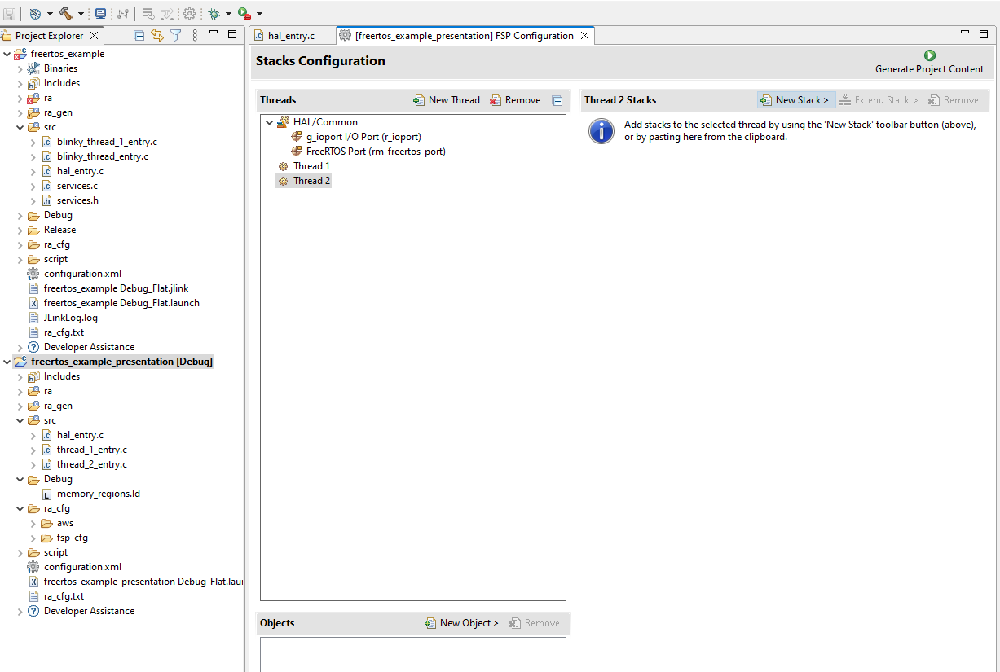 Project Explorer
freertos_example
Binaries
Includes
ra
ra_gen
src
blinky_thread_1_entry.c
blinky_thread_entry.c
hal_entry.c
services.c
services.h
Debug
Release
ra_cfg
script
configuration.xml
freertos_example Debug_Flat.jlink
freertos_example Debug_Flat.launch
JLinkLog.log
ra_cfg.txt
Developer Assistance
freertos_example_presentation [Debug]
Includes
ra
ra_gen
src
hal_entry.c
thread_1_entry.c
thread_2_entry.c
Debug
memory_regions.ld
ra_cfg
aws
fsp_cfg
script
configuration.xml
freertos_example_presentation Debug_Flat.lau
ra_cfg.txt
Developer Assistance
hal_entry.c
[freertos_example_presentation] FSP Configuration
Stacks Configuration
Generate Project Content
Threads
New Thread
Remove
HAL/Common
g_ioport I/O Port (r_ioport)
FreeRTOS Port (rm_freertos_port)
Thread 1
Thread 2
Objects
New Object >
Remove
Thread 2 Stacks
New Stack >
Extend Stack >
Remove
Add stacks to the selected thread by using the 'New Stack' toolbar button (above),
or by pasting here from the clipboard.